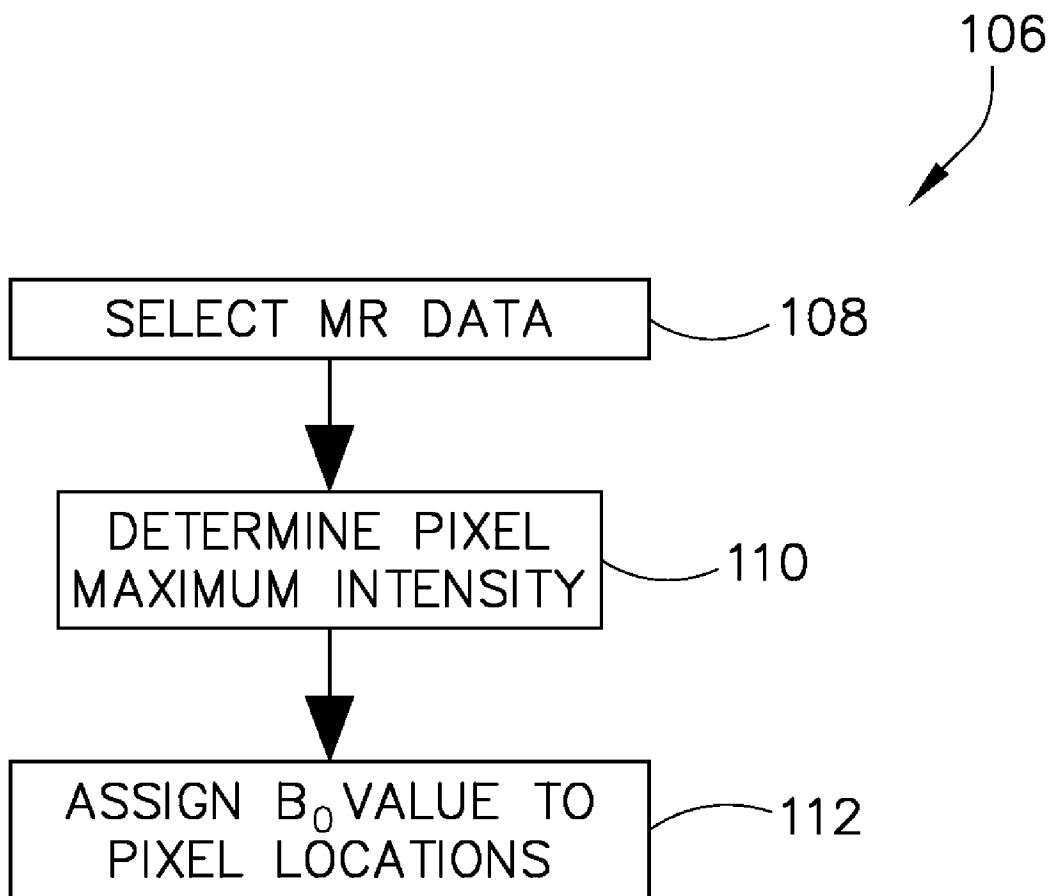 106
SELECT MR DATA
108
DETERMINE PIXEL
MAXIMUM INTENSITY
110
ASSIGN B₀ VALUE TO
PIXEL LOCATIONS
112